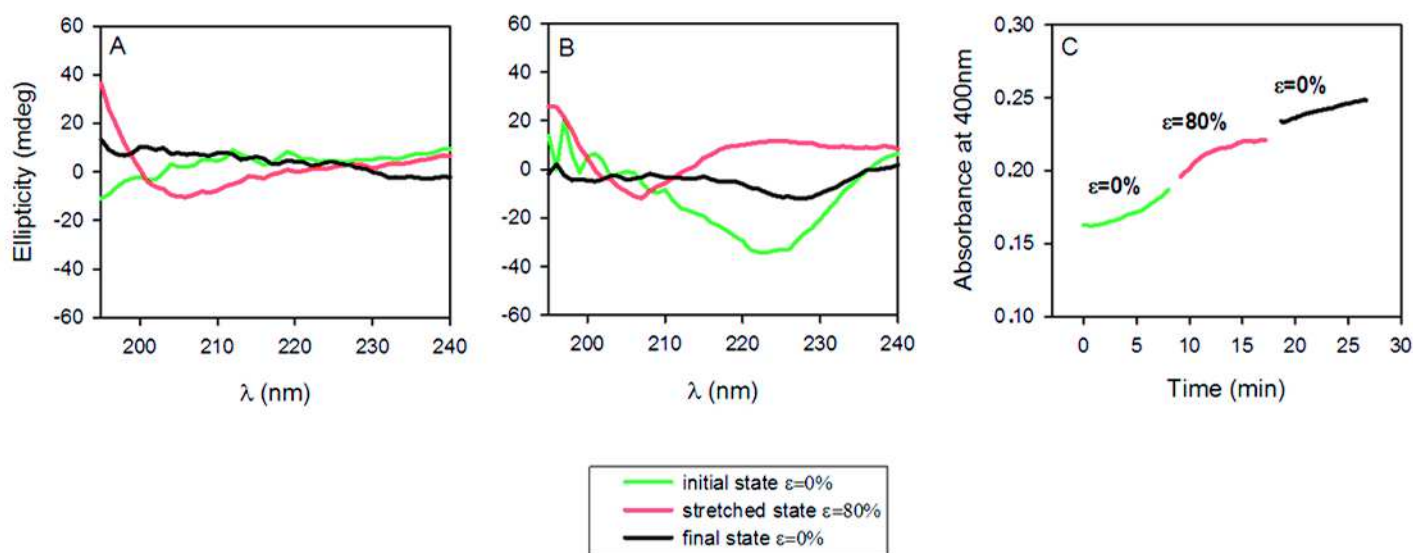 A
B
C
Ellipticity (mdeg)
60
40
20
0
-20
-40
-60
200 210 220 230 240
λ (nm)
60
40
20
0
-20
-40
-60
200 210 220 230 240
λ (nm)
Absorbance at 400nm
0.30
0.25
0.20
0.15
0.10
ε=0%
ε=80%
ε=0%
0 5 10 15 20 25 30
Time (min)
initial state ε=0%
stretched state ε=80%
final state ε=0%